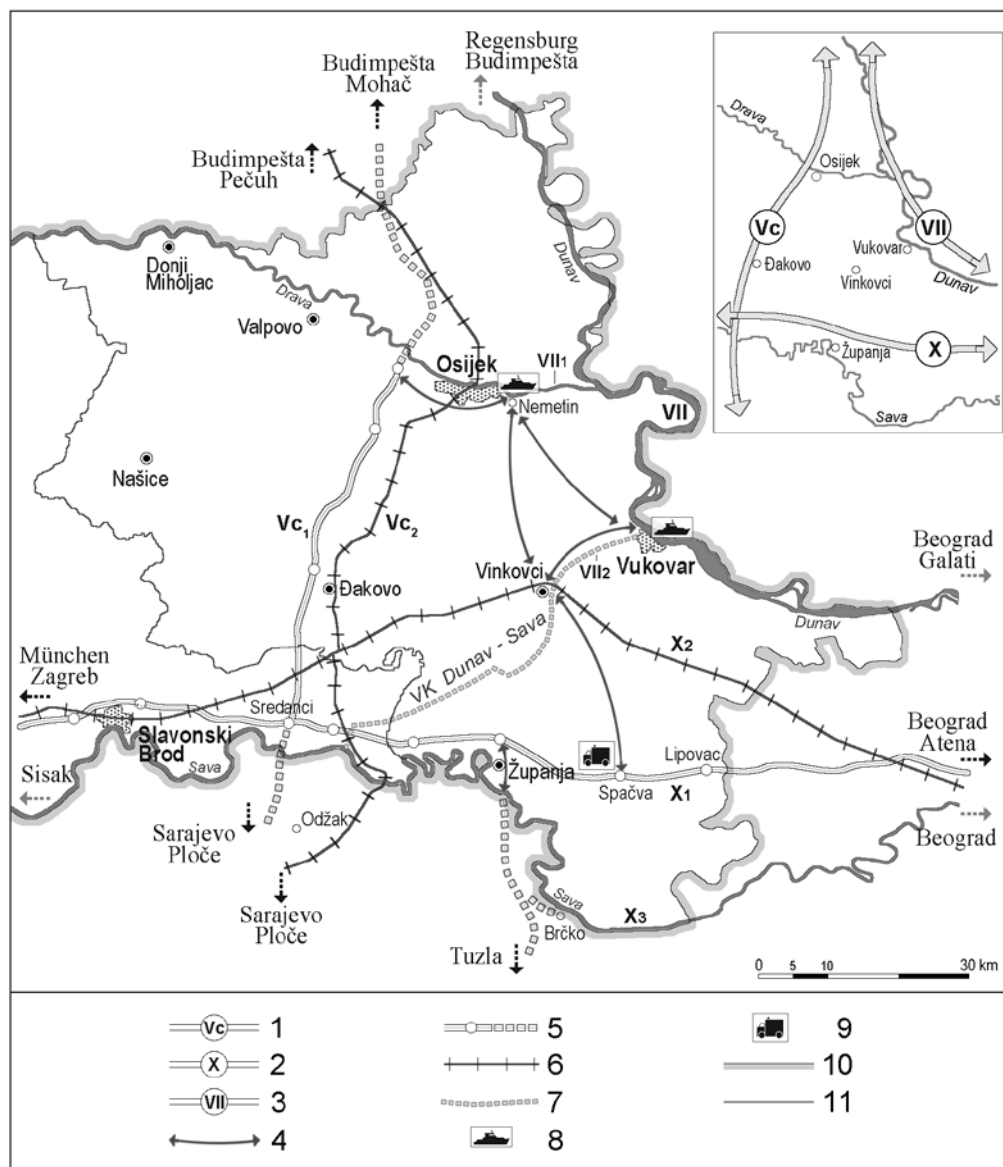 Regensburg
Budimpešta
Budimpešta
Mohač
Budimpešta
Pečuh
Donji
Miholjac
Drava
Valpovo
Osijek
VII1
Nemetin
Dunav
VII
Našice
Vc1
Vc2
Đakovo
Vinkovci
VII2
Vukovar
Beograd
Galati
Dunav
VK Dunav - Sava
X2
München
Zagreb
Sredanci
Slavonski
Brod
Sava
Sisak
Županja
Lipovac
Spačva
X1
Beograd
Atena
Beograd
Odžak
Sarajevo
Ploče
Sarajevo
Ploče
Sava
Brčko
X3
Tuzla
0 5 10 30 km
Drava
Osijek
Vc
VII
Đakovo
Vukovar
Vinkovci
Dunav
Županja
X
Sava
Vc 1
X 2
VII 3
4
5
6
7
8
9
10
11